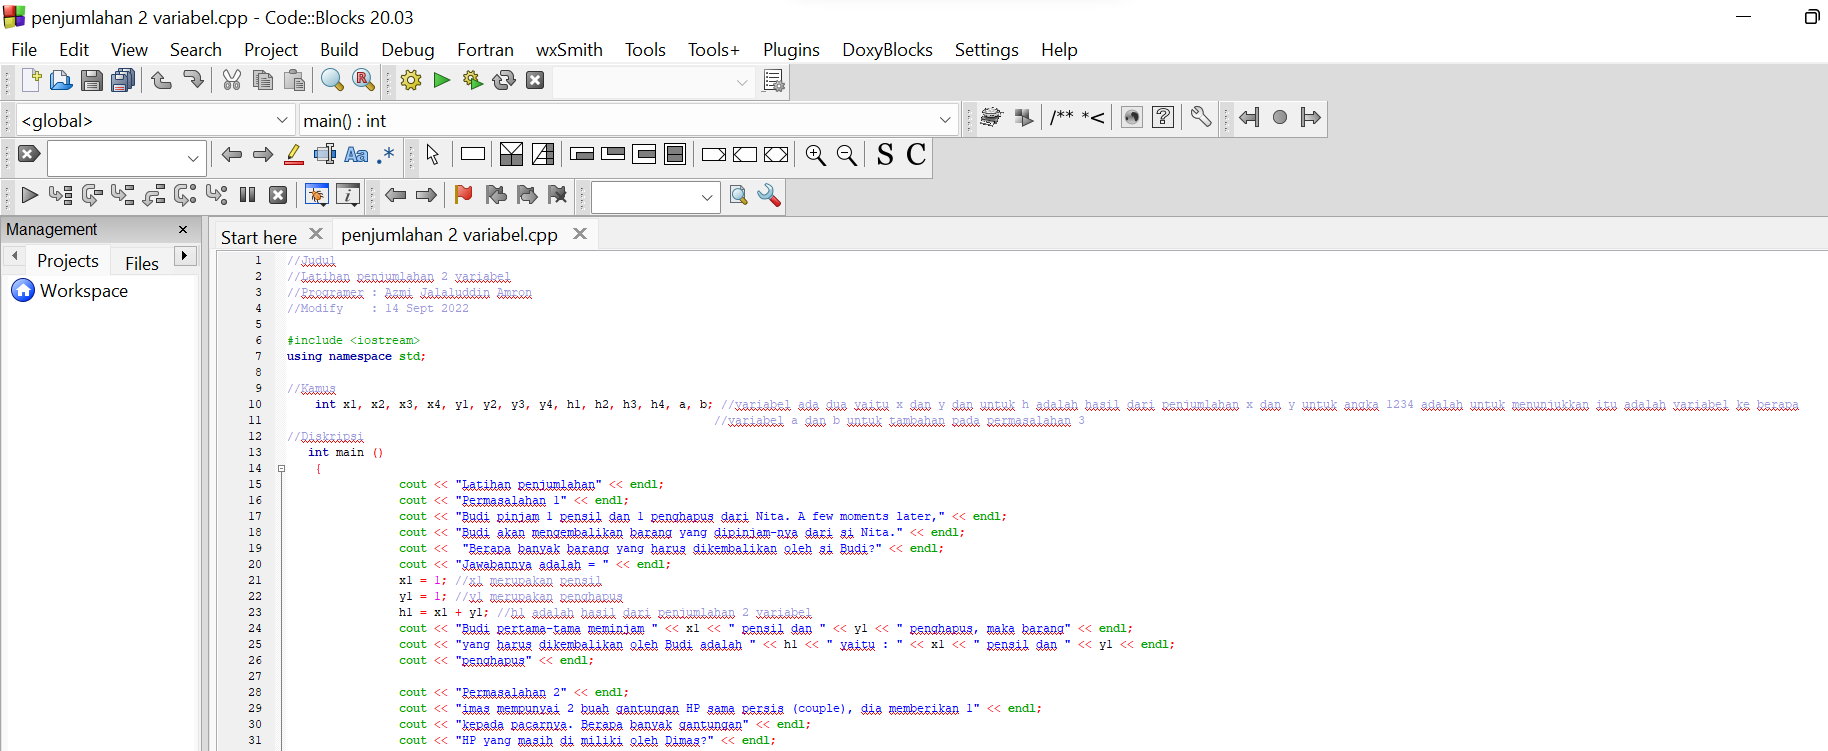 penjumlahan 2 variabel.cpp - Code::Blocks 20.03
File Edit View Search Project Build Debug Fortran wxSmith Tools Tools+ Plugins DoxyBlocks Settings Help
<global> main() : int /** *<
Aa .* S C
Management
Projects Files
Workspace
Start here penjumlahan 2 variabel.cpp
1 //Judul
2 //Latihan penjumlahan 2 variabel
3 //Programer : Azmi Jalaluddin Amron
4 //Modify : 14 Sept 2022
5
6 #include <iostream>
7 using namespace std;
8
9 //Kamus
10 int x1, x2, x3, x4, y1, y2, y3, y4, h1, h2, h3, h4, a, b; //variabel ada dua yaitu x dan y dan untuk h adalah hasil dari penjumlahan x dan y untuk angka 1234 adalah untuk menunjukkan itu adalah variabel ke berapa
11 //variabel a dan b untuk tambahan pada permasalahan 3
12 //Diskripsi
13 int main ()
14 {
15 cout << "Latihan penjumlahan" << endl;
16 cout << "Permasalahan 1" << endl;
17 cout << "Budi pinjam 1 pensil dan 1 penghapus dari Nita. A few moments later," << endl;
18 cout << "Budi akan mengembalikan barang yang dipinjam-nya dari si Nita." << endl;
19 cout << "Berapa banyak barang yang harus dikembalikan oleh si Budi?" << endl;
20 cout << "Jawabannya adalah = " << endl;
21 x1 = 1; //x1 merupakan pensil
22 y1 = 1; //y1 merupakan penghapus
23 h1 = x1 + y1; //h1 adalah hasil dari penjumlahan 2 variabel
24 cout << "Budi pertama-tama meminjam " << x1 << " pensil dan " << y1 << " penghapus, maka barang" << endl;
25 cout << "yang harus dikembalikan oleh Budi adalah " << h1 << " yaitu : " << x1 << " pensil dan " << y1 << endl;
26 cout << "penghapus" << endl;
27
28 cout << "Permasalahan 2" << endl;
29 cout << "imas mempunyai 2 buah gantungan HP sama persis (couple), dia memberikan 1" << endl;
30 cout << "kepada pacarnya. Berapa banyak gantungan" << endl;
31 cout << "HP yang masih di miliki oleh Dimas?" << endl;